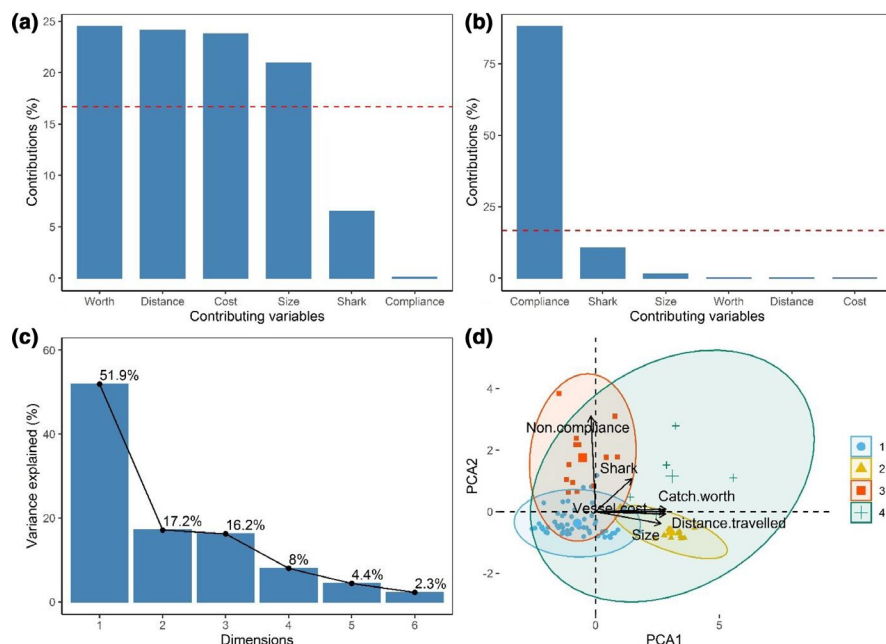 (a)
Contributions (%)
25
20
15
10
5
0
Worth Distance Cost Size Shark Compliance
Contributing variables
(b)
Contributions (%)
75
50
25
0
Compliance Shark Size Worth Distance Cost
Contributing variables
(c)
Variance explained (%)
60
40
20
0
51.9%
17.2%
16.2%
8%
4.4%
2.3%
1 2 3 4 5 6
Dimensions
(d)
PCA2
4
2
0
-2
Non.compliance
Shark
Catch.worth
Vessel.cost
Distance.travelled
Size
0 5
PCA1
1
2
3
4